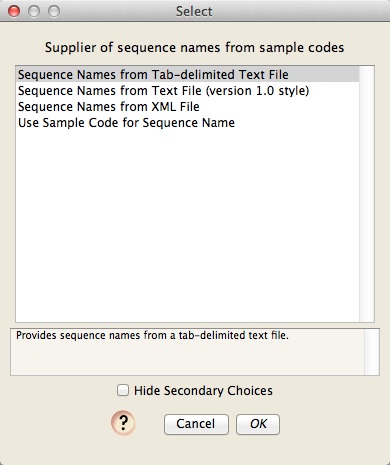 Select
Supplier of sequence names from sample codes
Sequence Names from Tab-delimited Text File
Sequence Names from Text File (version 1.0 style)
Sequence Names from XML File
Use Sample Code for Sequence Name
Provides sequence names from a tab-delimited text file.
Hide Secondary Choices
? Cancel OK